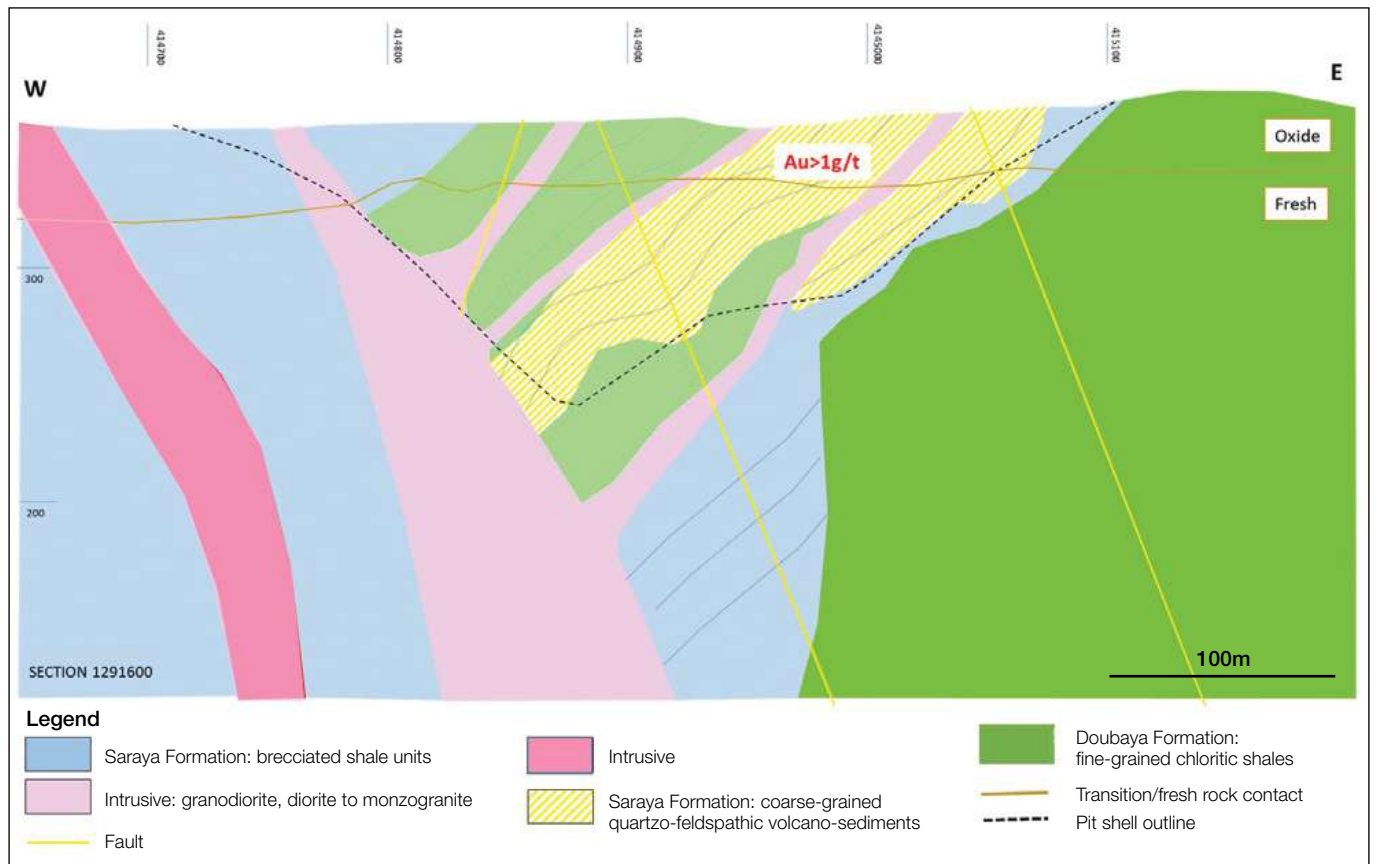 414700
414800
414900
4145000
415100
W
E
Oxide
Au>1g/t
Fresh
300
200
SECTION 1291600
100m
Legend
Saraya Formation: brecciated shale units
Intrusive: granodiorite, diorite to monzogranite
Fault
Intrusive
Saraya Formation: coarse-grained
quartzo-feldspathic volcano-sediments
Doubaya Formation:
fine-grained chloritic shales
Transition/fresh rock contact
Pit shell outline